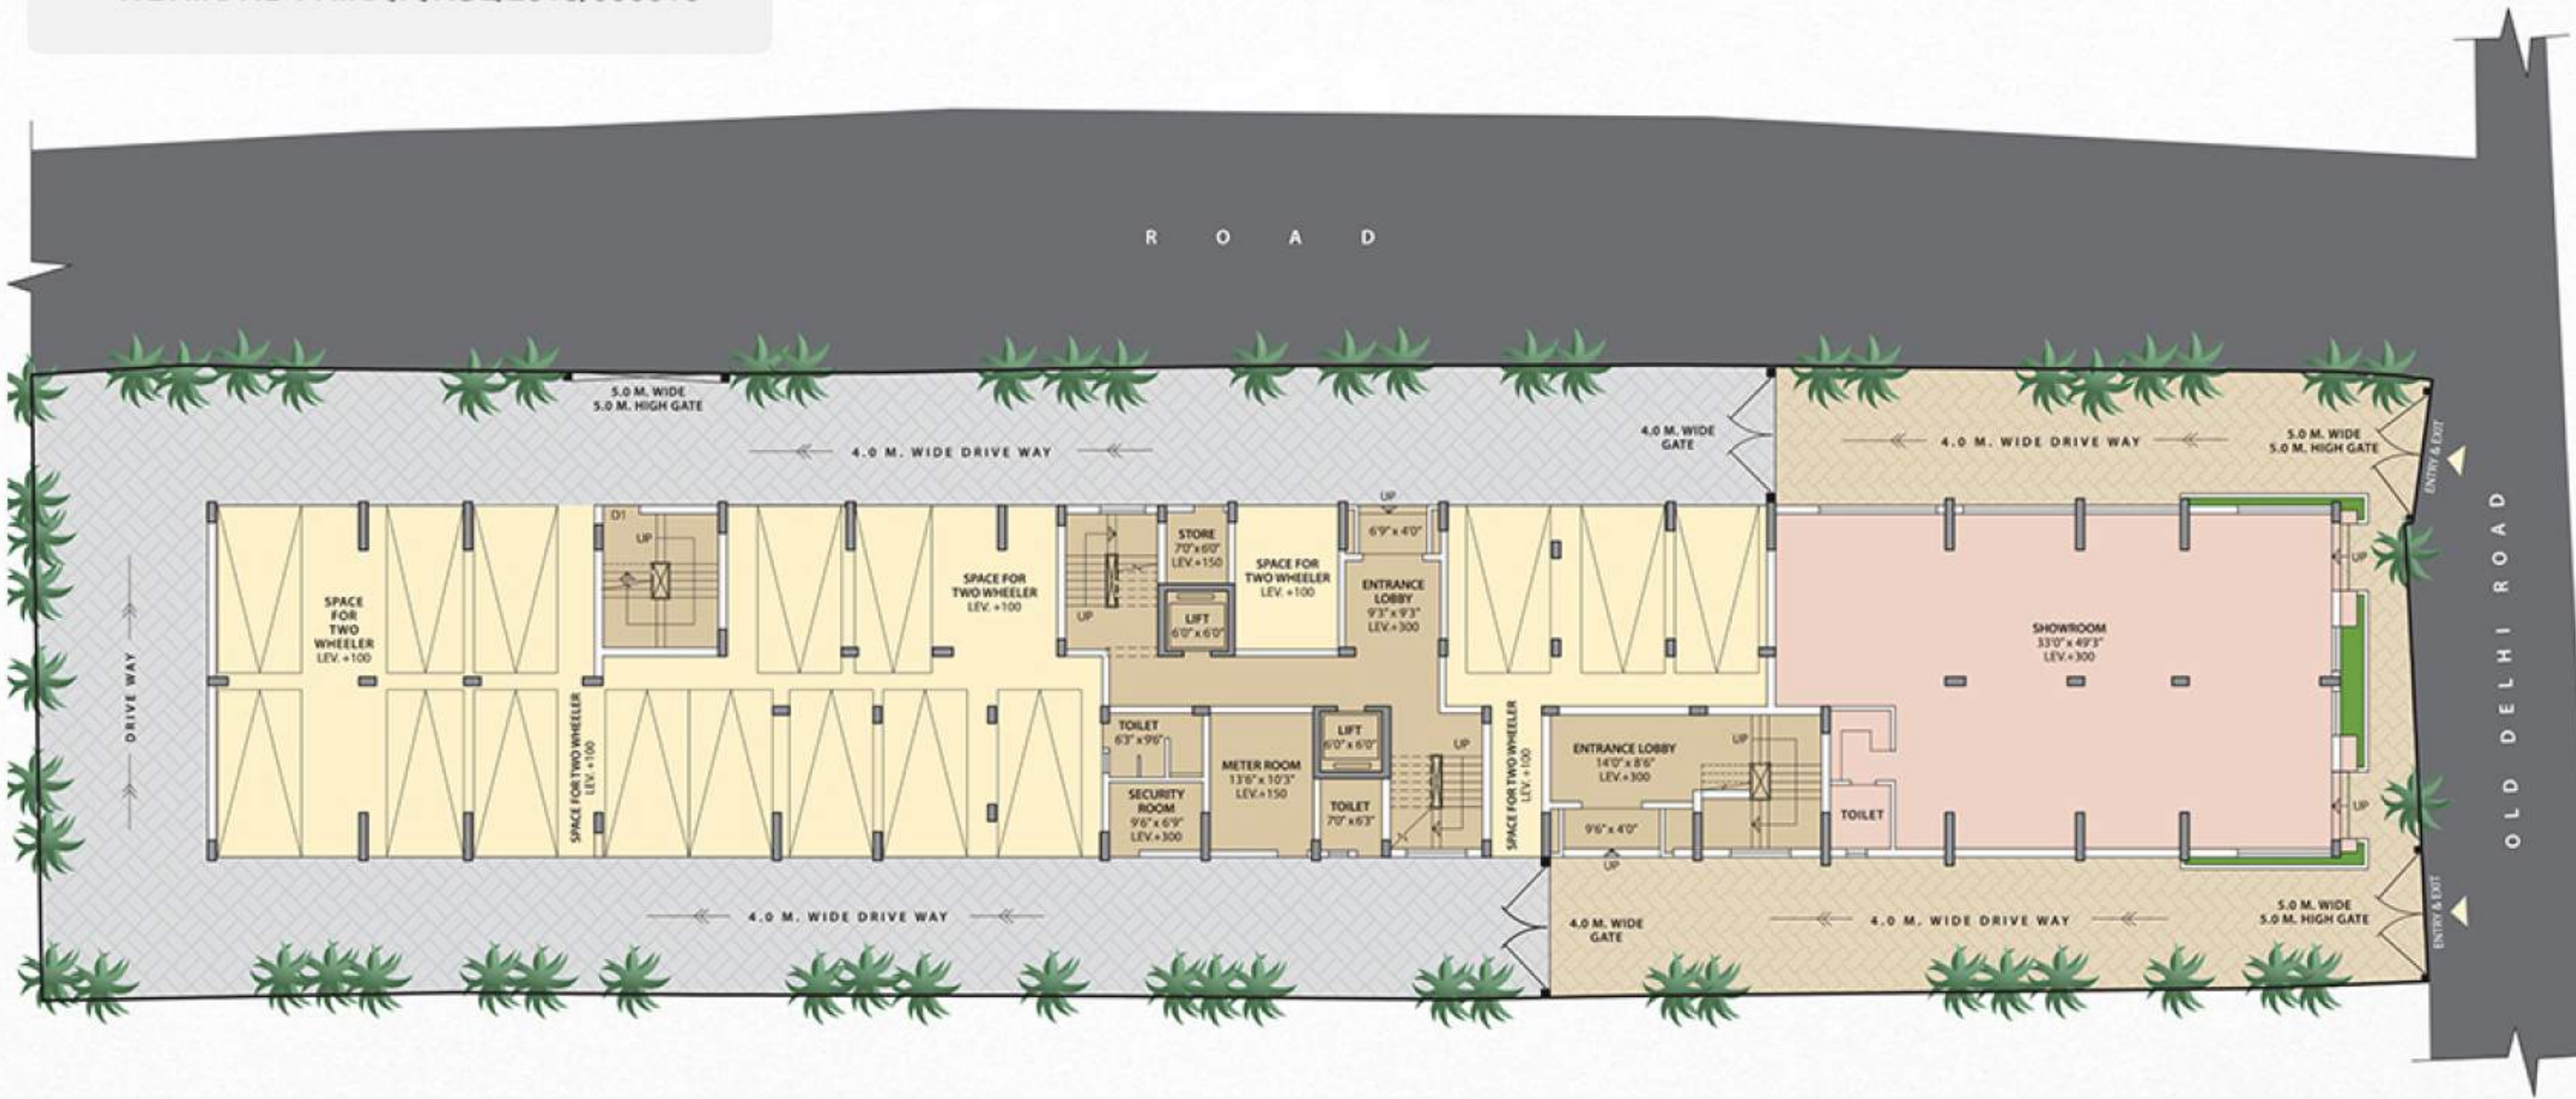 R O A D
5.0 M. WIDE
5.0 M. HIGH GATE
4.0 M. WIDE DRIVE WAY
4.0 M. WIDE
GATE
4.0 M. WIDE DRIVE WAY
5.0 M. WIDE
5.0 M. HIGH GATE
ENTRY & EXIT
OLD DELHI ROAD
DRIVE WAY
SPACE
FOR
TWO
WHEELER
LEV. +100
D1
UP
SPACE FOR TWO WHEELER
LEV. +100
SPACE FOR
TWO WHEELER
LEV. +100
UP
STORE
7'0"x6'0"
LEV.+150
LIFT
6'0"x6'0"
SPACE FOR
TWO WHEELER
LEV. +100
UP
6'9"x 4'0"
ENTRANCE
LOBBY
9'3"x 9'3"
LEV.+300
SHOWROOM
33'0"x 49'3"
LEV.+300
UP
UP
TOILET
6'3"x 9'6"
SECURITY
ROOM
9'6"x 6'9"
LEV.+300
METER ROOM
13'6"x 10'3"
LEV.+150
LIFT
6'0"x6'0"
TOILET
7'0"x6'3"
UP
SPACE FOR TWO WHEELER
LEV. +100
ENTRANCE LOBBY
14'0"x 8'6"
LEV.+300
UP
9'6"x 4'0"
UP
TOILET
4.0 M. WIDE DRIVE WAY
4.0 M. WIDE
GATE
4.0 M. WIDE DRIVE WAY
5.0 M. WIDE
5.0 M. HIGH GATE
ENTRY & EXIT